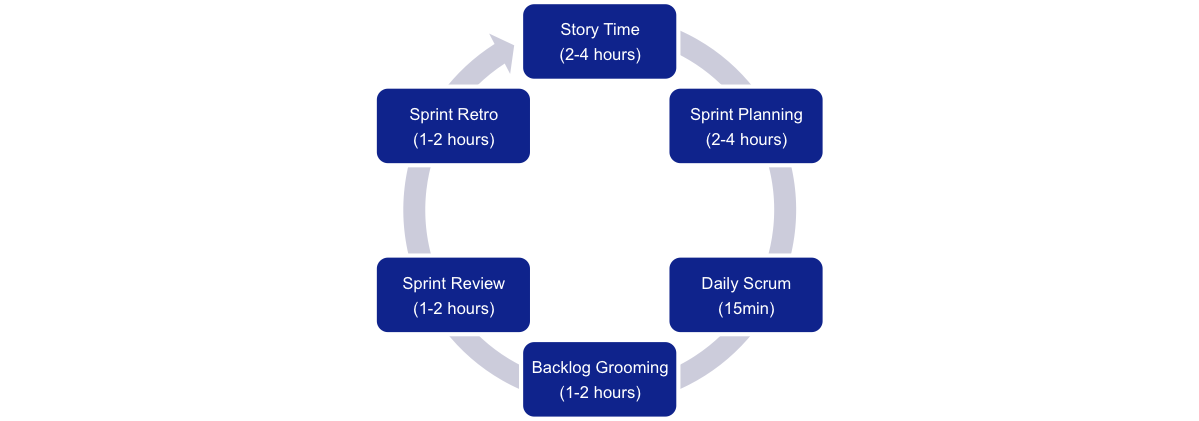 Story Time
(2-4 hours)
Sprint Planning
(2-4 hours)
Daily Scrum
(15min)
Backlog Grooming
(1-2 hours)
Sprint Review
(1-2 hours)
Sprint Retro
(1-2 hours)